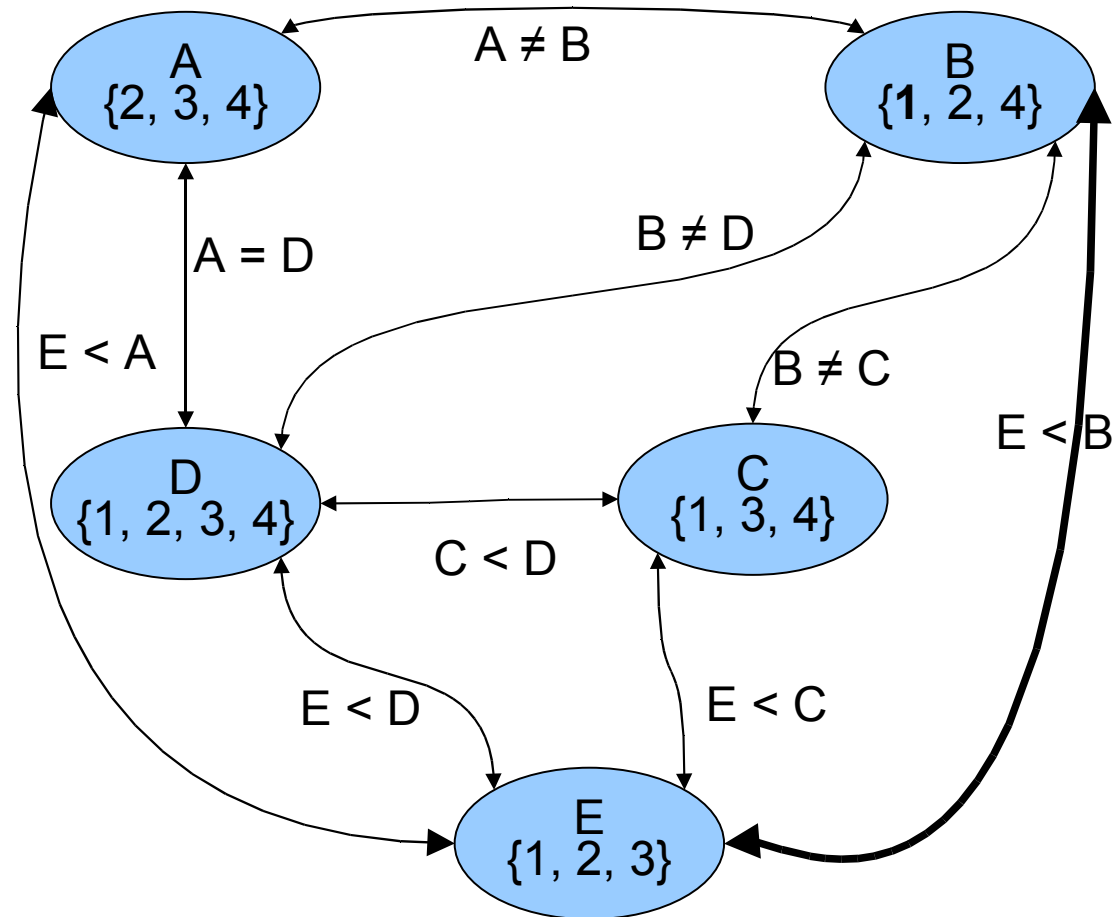 A
{2, 3, 4}
A ≠ B
B
{1, 2, 4}
A = D
B ≠ D
E < A
B ≠ C
E < B
D
{1, 2, 3, 4}
C
{1, 3, 4}
C < D
E < D
E < C
E
{1, 2, 3}